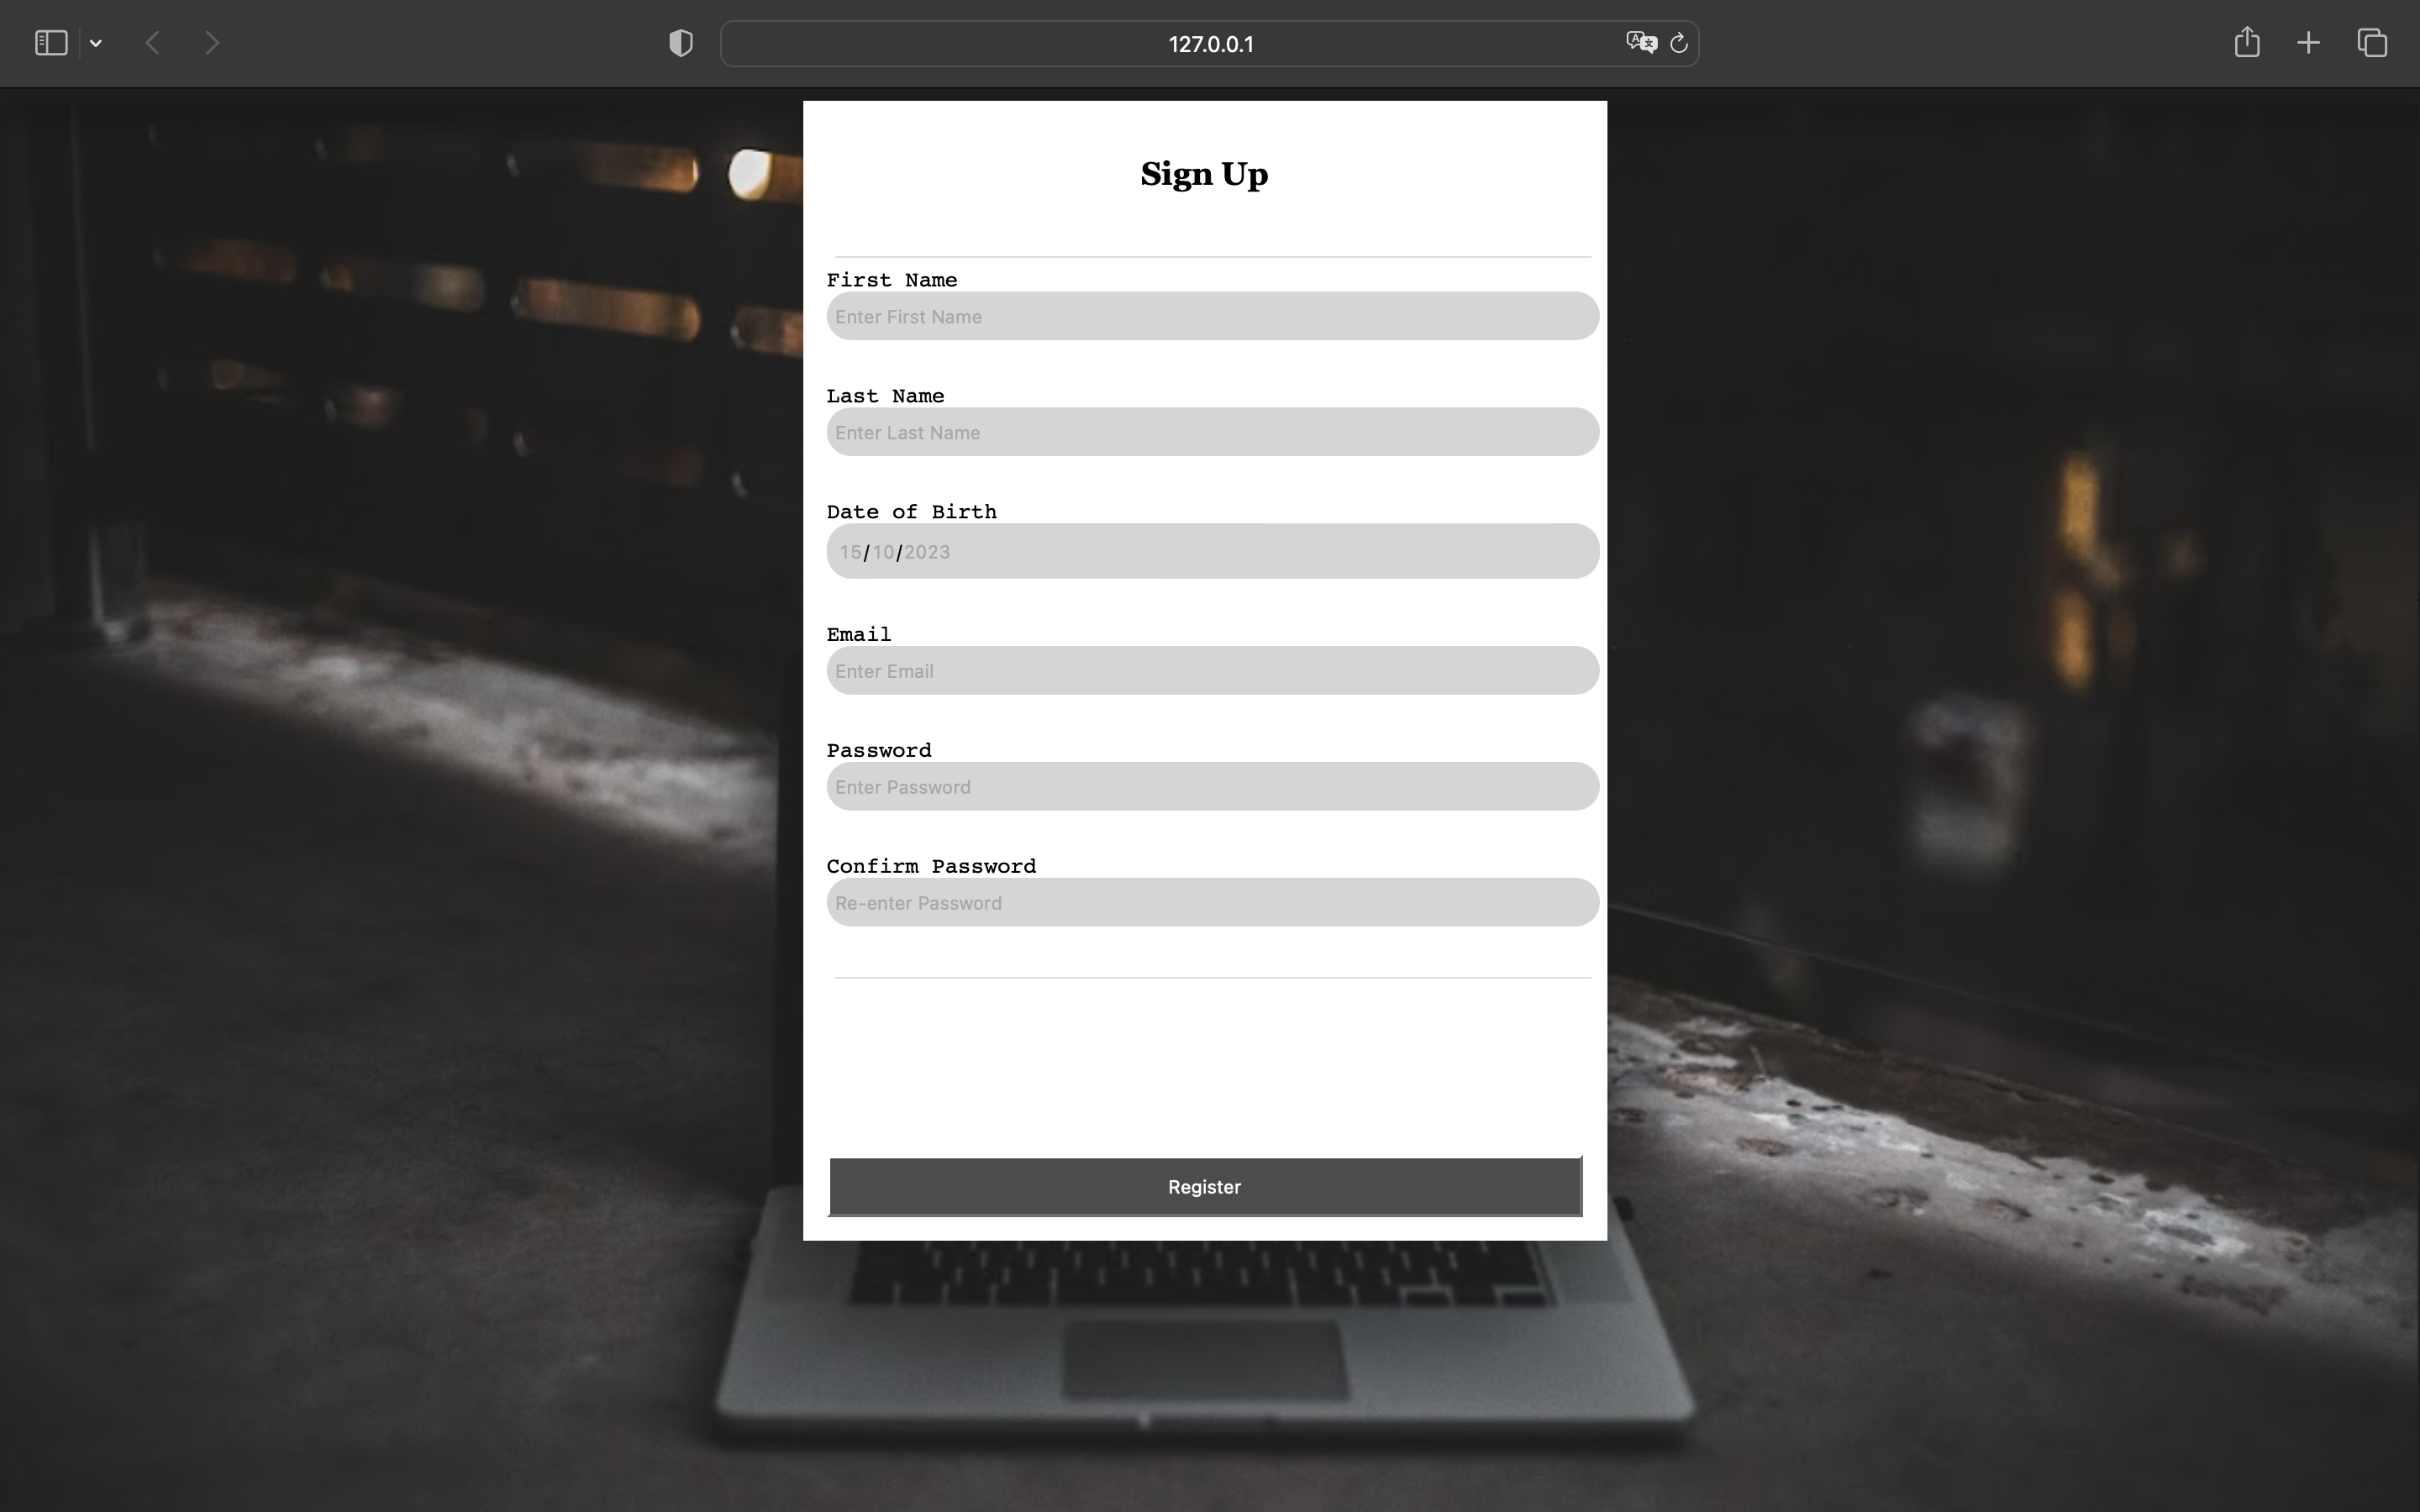 127.0.0.1
Sign Up
First Name
Enter First Name
Last Name
Enter Last Name
Date of Birth
15/10/2023
Email
Enter Email
Password
Enter Password
Confirm Password
Re-enter Password
Register